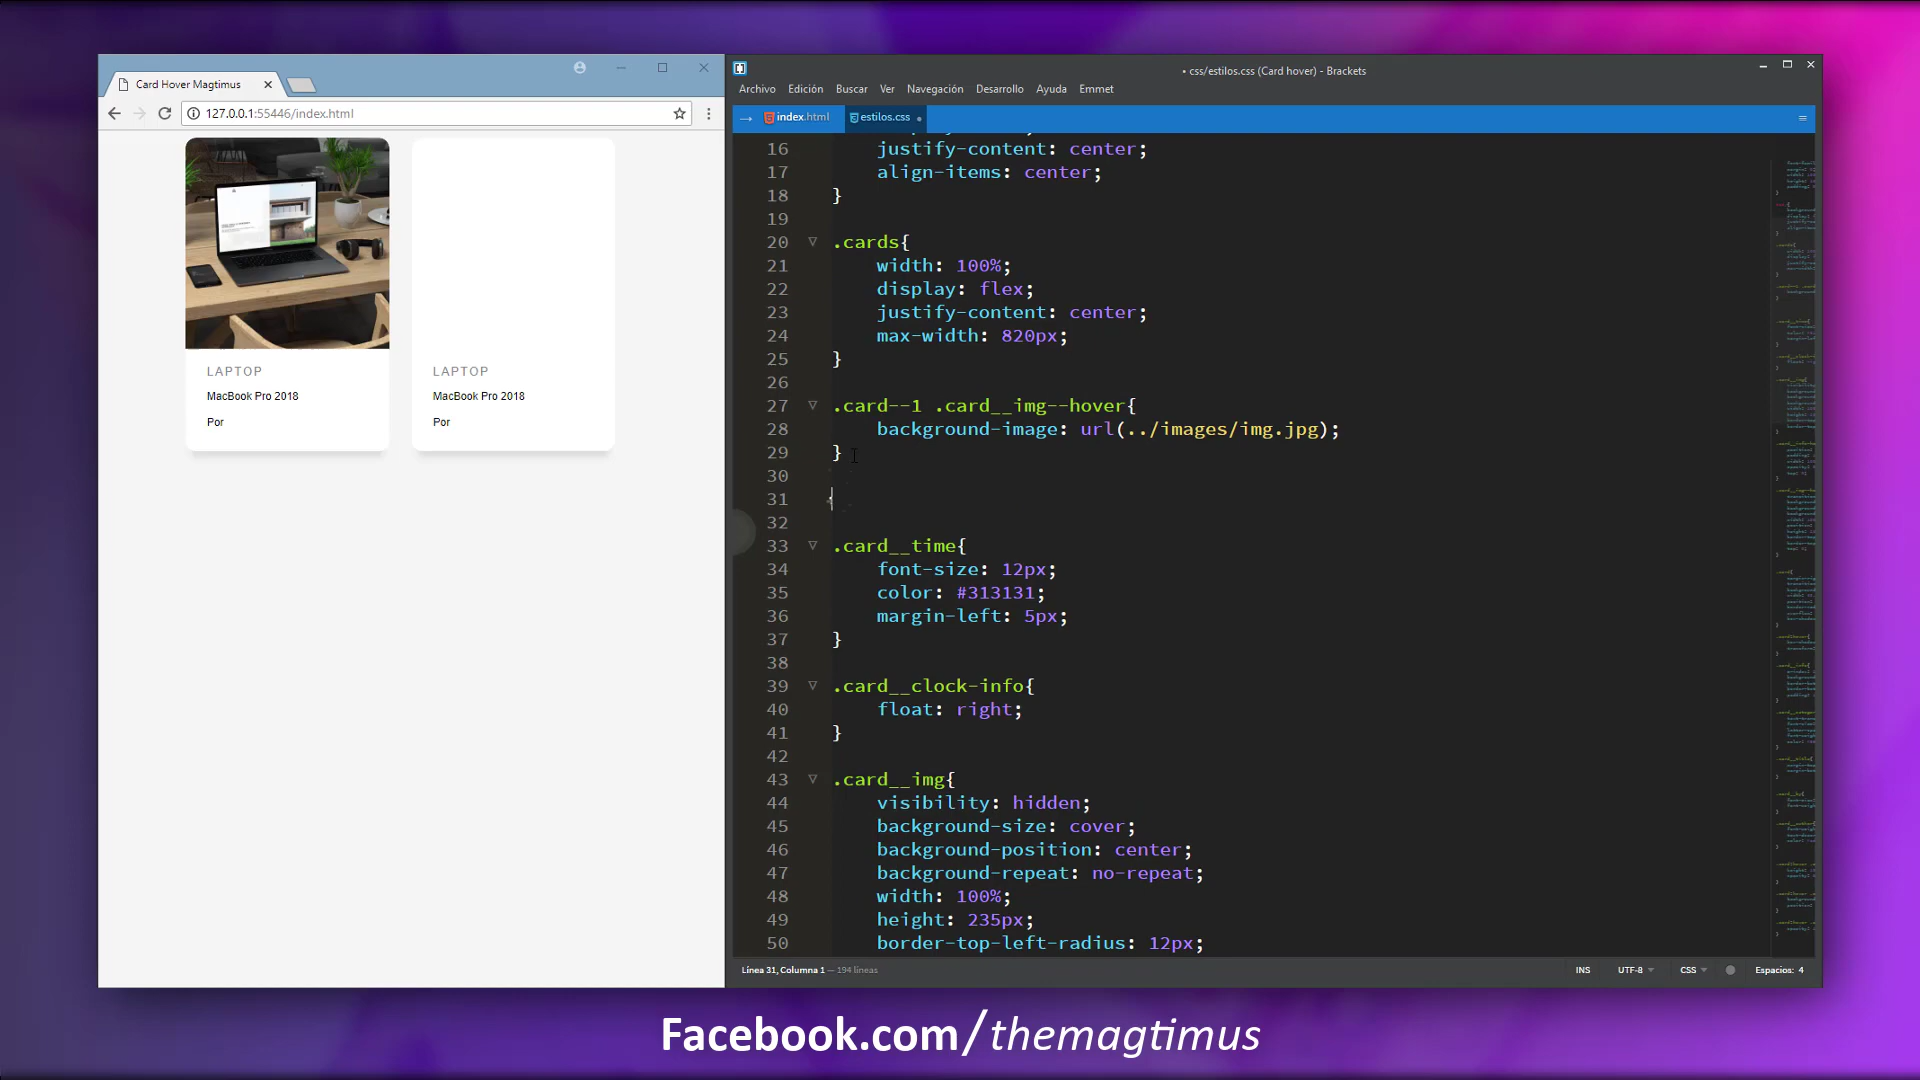 Card Hover Magtimus
127.0.0.1:55446/index.html
LAPTOP
MacBook Pro 2018
Por
LAPTOP
MacBook Pro 2018
Por
• css/estilos.css (Card hover) - Brackets
Archivo Edición Buscar Ver Navegación Desarrollo Ayuda Emmet
index.html estilos.css
16 justify-content: center;
17 align-items: center;
18 }
19
20 .cards{
21 width: 100%;
22 display: flex;
23 justify-content: center;
24 max-width: 820px;
25 }
26
27 .card--1 .card__img--hover{
28 background-image: url(../images/img.jpg);
29 }
30
31
32
33 .card__time{
34 font-size: 12px;
35 color: #313131;
36 margin-left: 5px;
37 }
38
39 .card__clock-info{
40 float: right;
41 }
42
43 .card__img{
44 visibility: hidden;
45 background-size: cover;
46 background-position: center;
47 background-repeat: no-repeat;
48 width: 100%;
49 height: 235px;
50 border-top-left-radius: 12px;
Línea 31, Columna 1 — 194 líneas
INS UTF-8 CSS Espacios: 4
Facebook.com/themagtimus